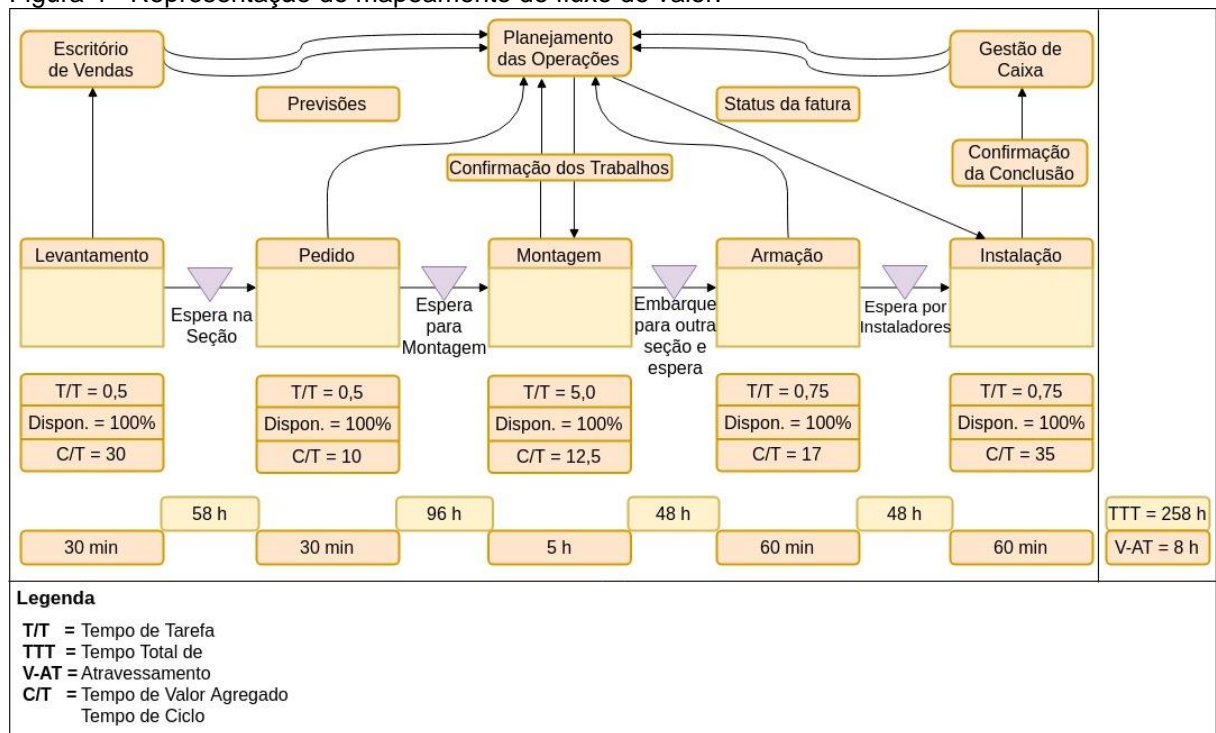 Figura 4 - Representação do mapeamento do fluxo de valor.
Escritório
de Vendas
Planejamento
das Operações
Gestão de
Caixa
Previsões
Status da fatura
Confirmação dos Trabalhos
Confirmação
da Conclusão
Levantamento
Pedido
Montagem
Armação
Instalação
Espera na
Seção
Espera
para
Montagem
Embarque
para outra
seção e
espera
Espera por
Instaladores
T/T = 0,5
Dispon. = 100%
C/T = 30
T/T = 0,5
Dispon. = 100%
C/T = 10
T/T = 5,0
Dispon. = 100%
C/T = 12,5
T/T = 0,75
Dispon. = 100%
C/T = 17
T/T = 0,75
Dispon. = 100%
C/T = 35
58 h
96 h
48 h
48 h
TTT = 258 h
30 min
30 min
5 h
60 min
60 min
V-AT = 8 h
Legenda
T/T = Tempo de Tarefa
TTT = Tempo Total de
V-AT = Atravessamento
C/T = Tempo de Valor Agregado
Tempo de Ciclo